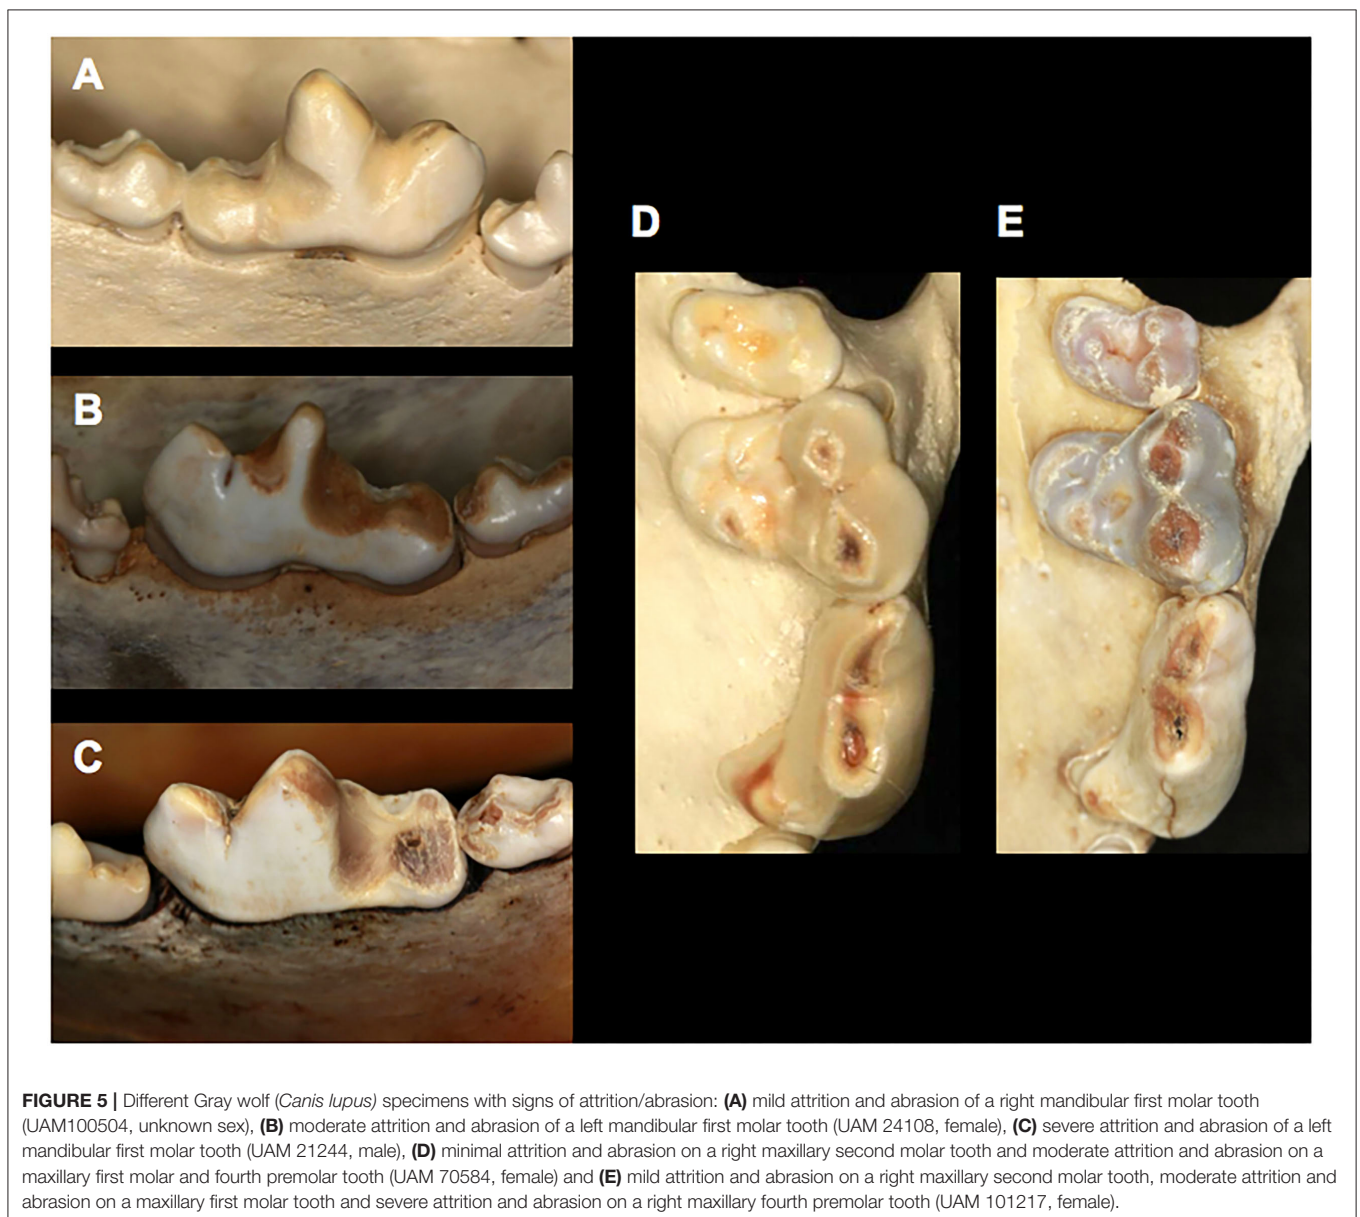 A
B
C
D
E
FIGURE 5 | Different Gray wolf (Canis lupus) specimens with signs of attrition/abrasion: (A) mild attrition and abrasion of a right mandibular first molar tooth
(UAM100504, unknown sex), (B) moderate attrition and abrasion of a left mandibular first molar tooth (UAM 24108, female), (C) severe attrition and abrasion of a left
mandibular first molar tooth (UAM 21244, male), (D) minimal attrition and abrasion on a right maxillary second molar tooth and moderate attrition and abrasion on a
maxillary first molar and fourth premolar tooth (UAM 70584, female) and (E) mild attrition and abrasion on a right maxillary second molar tooth, moderate attrition and
abrasion on a maxillary first molar tooth and severe attrition and abrasion on a right maxillary fourth premolar tooth (UAM 101217, female).